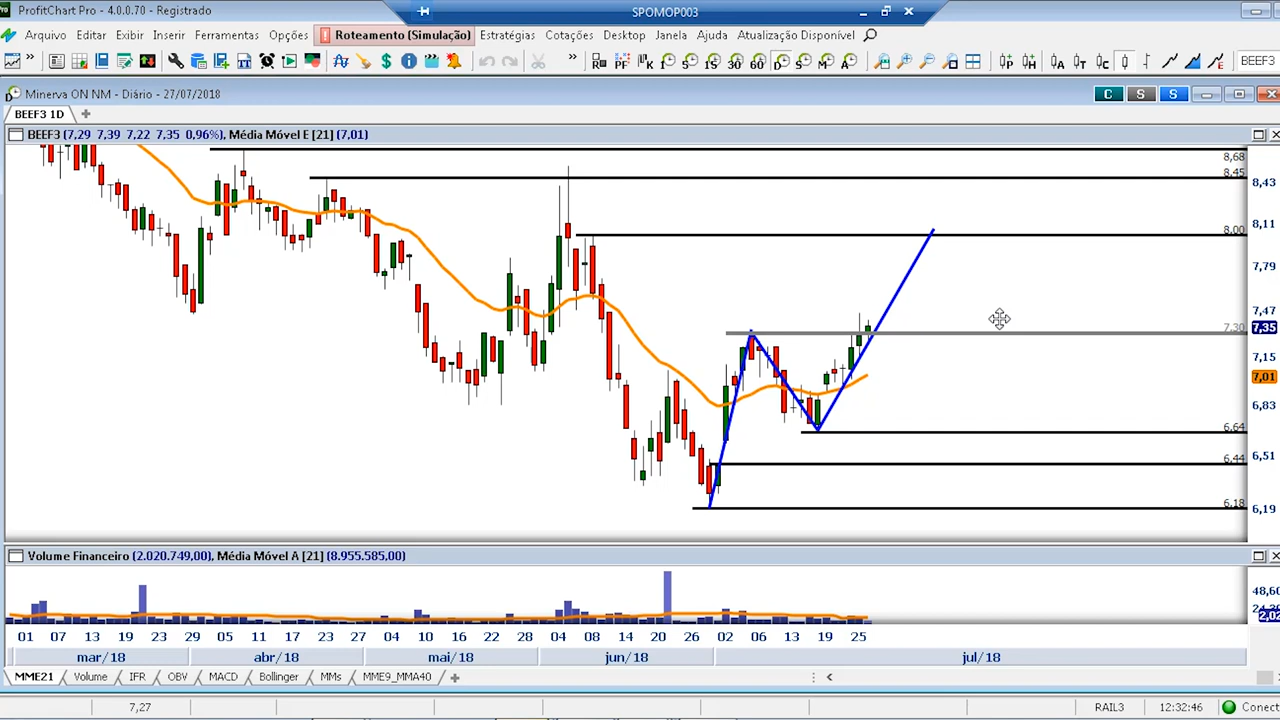 ProfitChart Pro - 4.0.0.70 - Registrado
SPOMOP003
Arquivo Editar Exibir Inserir Ferramentas Opções Roteamento (Simulação) Estratégias Cotações Desktop Janela Ajuda Atualização Disponível
BEEF3
Minerva ON NM - Diário - 27/07/2018
C S S
BEEF3 1D
BEEF3 (7,29 7,39 7,22 7,35 0,96%), Média Móvel E [21] (7,01)
8,68
8,45
8,43
8,11
8,00
7,79
7,47
7,30
7,35
7,15
7,01
6,83
6,64
6,51
6,44
6,18
6,19
Volume Financeiro (2.020.749,00), Média Móvel A [21] (8.955.585,00)
48,60
01 07 13 19 23 29 05 11 17 23 27 04 10 16 22 28 04 08 14 20 26 02 06 13 19 25
mar/18 abr/18 mai/18 jun/18 jul/18
MME21 Volume IFR OBV MACD Bollinger MMs MME9_MMA40
7,27 RAIL3 12:32:46 Conect